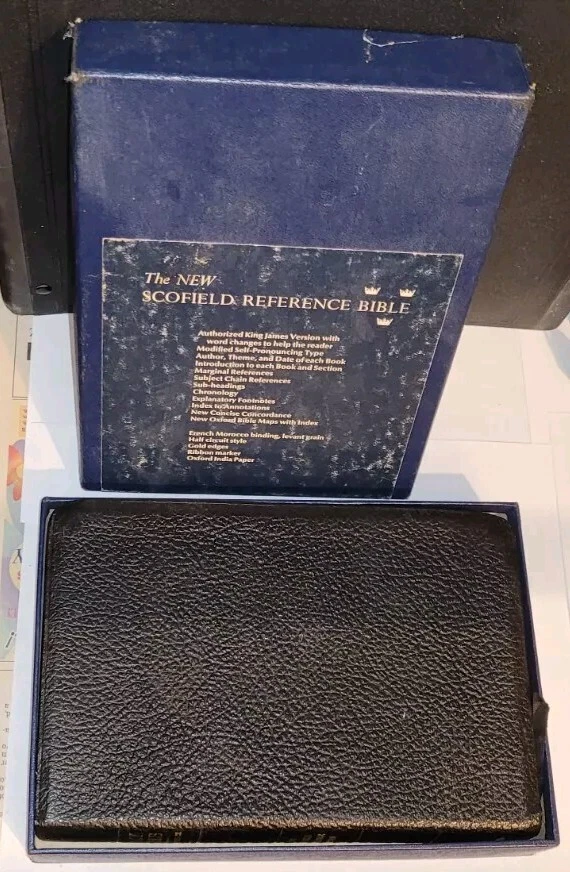 The NEW
SCOFIELD REFERENCE BIBLE
Authorized King James Version with
word changes to help the reader
Modified Self-Pronouncing Type
Author, Theme, and Date of each Book
Introduction to each Book and Section
Marginal References
Subject Chain References
Sub-headings
Chronology
Explanatory Footnotes
Index to Annotations
New Concise Concordance
New Oxford Bible Maps with Index
French Morocco binding, levant grain
Half circuit style
Gold edges
Ribbon marker
Oxford India Paper